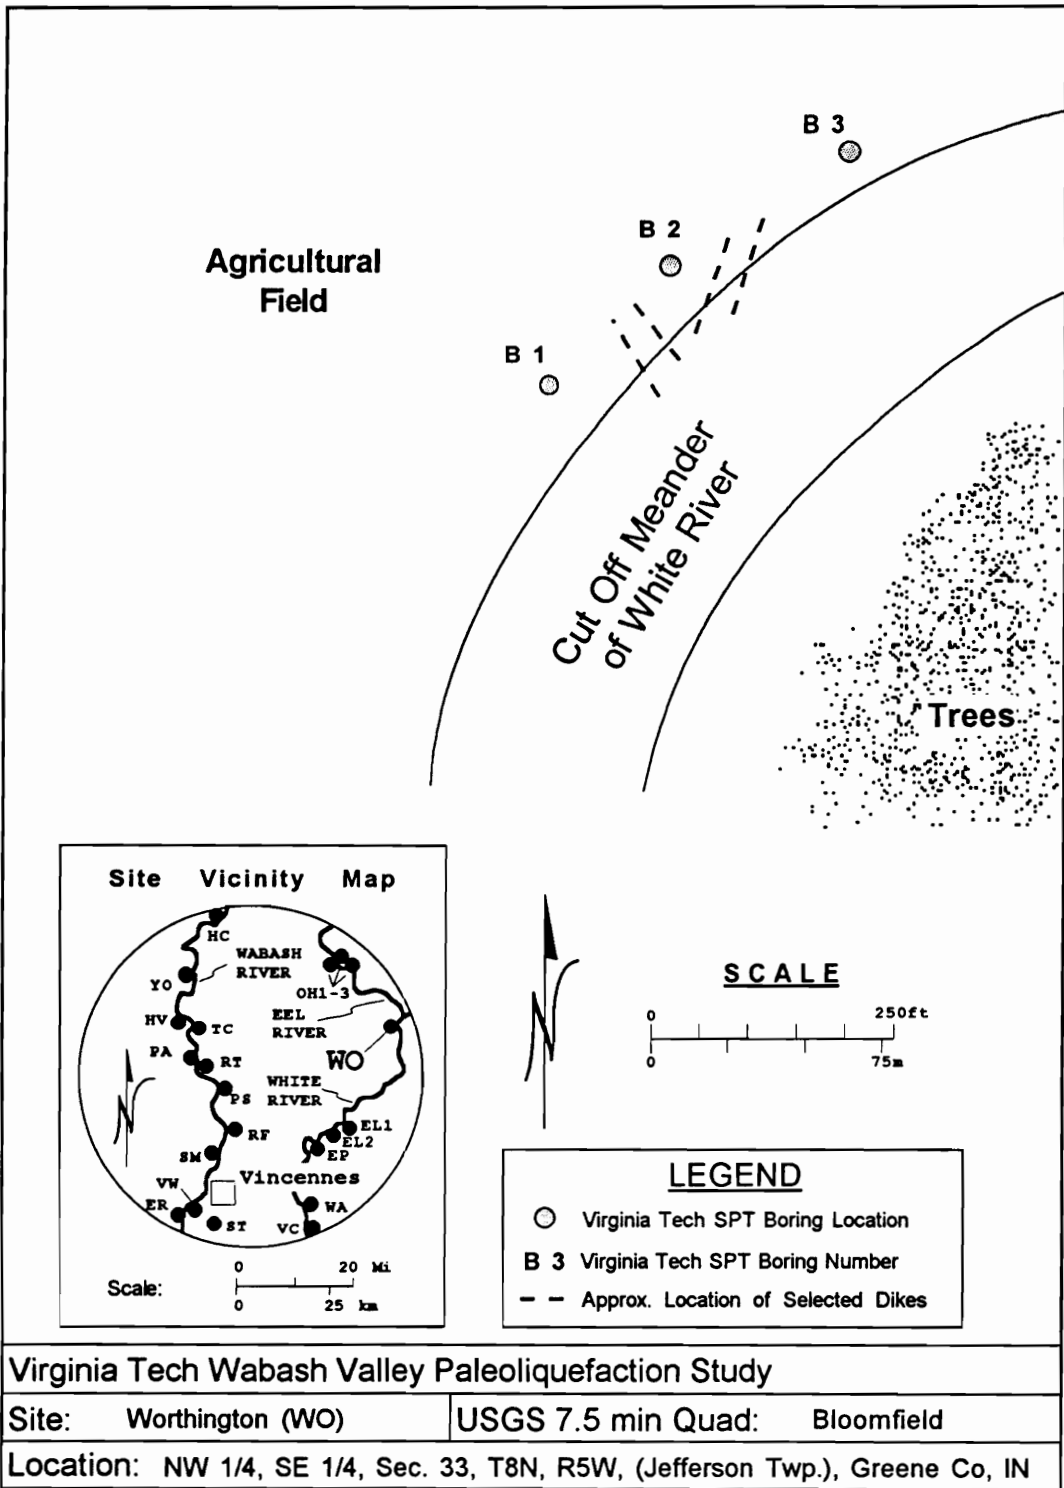 B 3
B 2
Agricultural
Field
B 1
Cut Off Meander
of White River
Trees
Site Vicinity Map
HC
WABASH
RIVER
YO
OH1-3
EEL
RIVER
HV
TC
PA
RT
WO
WHITE
RIVER
PS
N
RF
EL1
EL2
EP
SM
Vincennes
VW
ER
ST
WA
VC
Scale:
0 20 Mi
0 25 km
N
SCALE
0 250ft
0 75m
LEGEND
Virginia Tech SPT Boring Location
B 3 Virginia Tech SPT Boring Number
Approx. Location of Selected Dikes
Virginia Tech Wabash Valley Paleoliquefaction Study
Site: Worthington (WO)
USGS 7.5 min Quad: Bloomfield
Location: NW 1/4, SE 1/4, Sec. 33, T8N, R5W, (Jefferson Twp.), Greene Co, IN